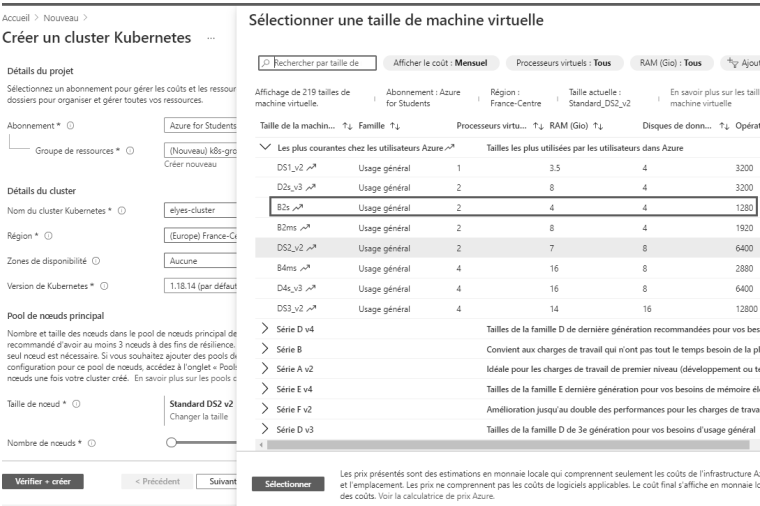 Accueil > Nouveau >
Créer un cluster Kubernetes ...
Détails du projet
Sélectionnez un abonnement pour gérer les coûts et les ressour
dossiers pour organiser et gérer toutes vos ressources.
Abonnement *
Azure for Students
Groupe de ressources *
(Nouveau) k8s-gro
Créer nouveau
Détails du cluster
Nom du cluster Kubernetes *
elyes-cluster
Région *
(Europe) France-Ce
Zones de disponibilité
Aucune
Version de Kubernetes *
1.18.14 (par défaut
Pool de nœuds principal
Nombre et taille des nœuds dans le pool de nœuds principal de
recommandé d'avoir au moins 3 nœuds à des fins de résilience.
seul nœud est nécessaire. Si vous souhaitez ajouter des pools de
configuration pour ce pool de nœuds, accédez à l'onglet « Pools
nœuds une fois votre cluster créé. En savoir plus sur les pools d
Taille de nœud *
Standard DS2 v2
Changer la taille
Nombre de nœuds *
Vérifier + créer
< Précédent
Suivant
Sélectionner une taille de machine virtuelle
Rechercher par taille de
Afficher le coût : Mensuel
Processeurs virtuels : Tous
RAM (Gio) : Tous
Ajout
Affichage de 219 tailles de
machine virtuelle.
Abonnement : Azure
for Students
Région :
France-Centre
Taille actuelle :
Standard_DS2_v2
En savoir plus sur les taill
machine virtuelle
Taille de la machin... ↑↓ Famille ↑↓ Processeurs virtu... ↑↓ RAM (Gio) ↑↓ Disques de donn... ↑↓ Opérat
Les plus courantes chez les utilisateurs Azure Tailles les plus utilisées par les utilisateurs dans Azure
DS1_v2 Usage général 1 3.5 4 3200
D2s_v3 Usage général 2 8 4 3200
B2s Usage général 2 4 4 1280
B2ms Usage général 2 8 4 1920
DS2_v2 Usage général 2 7 8 6400
B4ms Usage général 4 16 8 2880
D4s_v3 Usage général 4 16 8 6400
DS3_v2 Usage général 4 14 16 12800
Série D v4 Tailles de la famille D de dernière génération recommandées pour vos bes
Série B Convient aux charges de travail qui n'ont pas tout le temps besoin de la pl
Série A v2 Idéale pour les charges de travail de premier niveau (développement ou te
Série E v4 Tailles de la famille E dernière génération pour vos besoins de mémoire éle
Série F v2 Amélioration jusqu'au double des performances pour les charges de trava
Série D v3 Tailles de la famille D de 3e génération pour vos besoins d'usage général
Sélectionner
Les prix présentés sont des estimations en monnaie locale qui comprennent seulement les coûts de l'infrastructure Az
et l'emplacement. Les prix ne comprennent pas les coûts de logiciels applicables. Le coût final s'affiche en monnaie lo
des coûts. Voir la calculatrice de prix Azure.